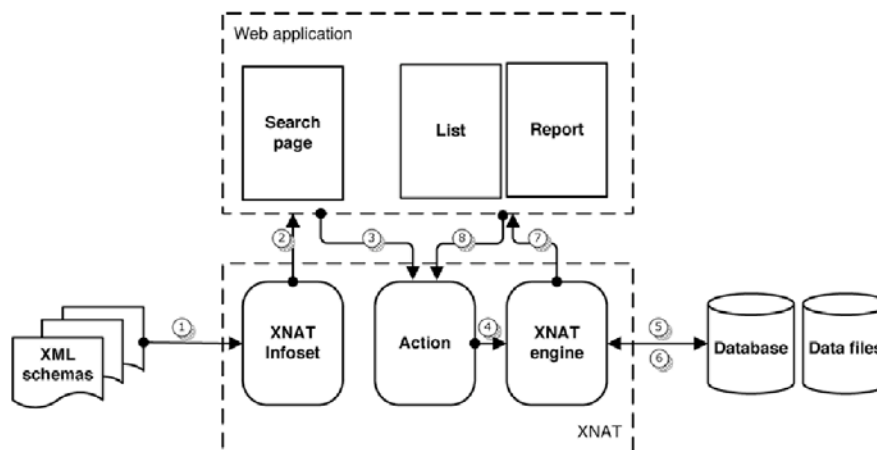 Web application
Search
page
List
Report
2
3
8
7
1
XML
schemas
XNAT
Infoset
Action
4
XNAT
engine
5
6
Database
Data files
XNAT